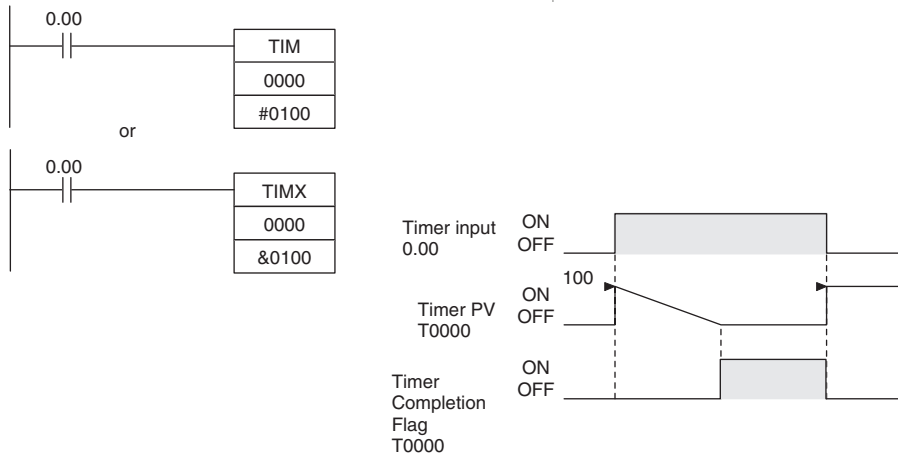 0.00
TIM
0000
#0100
or
0.00
TIMX
0000
&0100
Timer input
0.00
ON
OFF
100
Timer PV
T0000
ON
OFF
Timer
Completion
Flag
T0000
ON
OFF